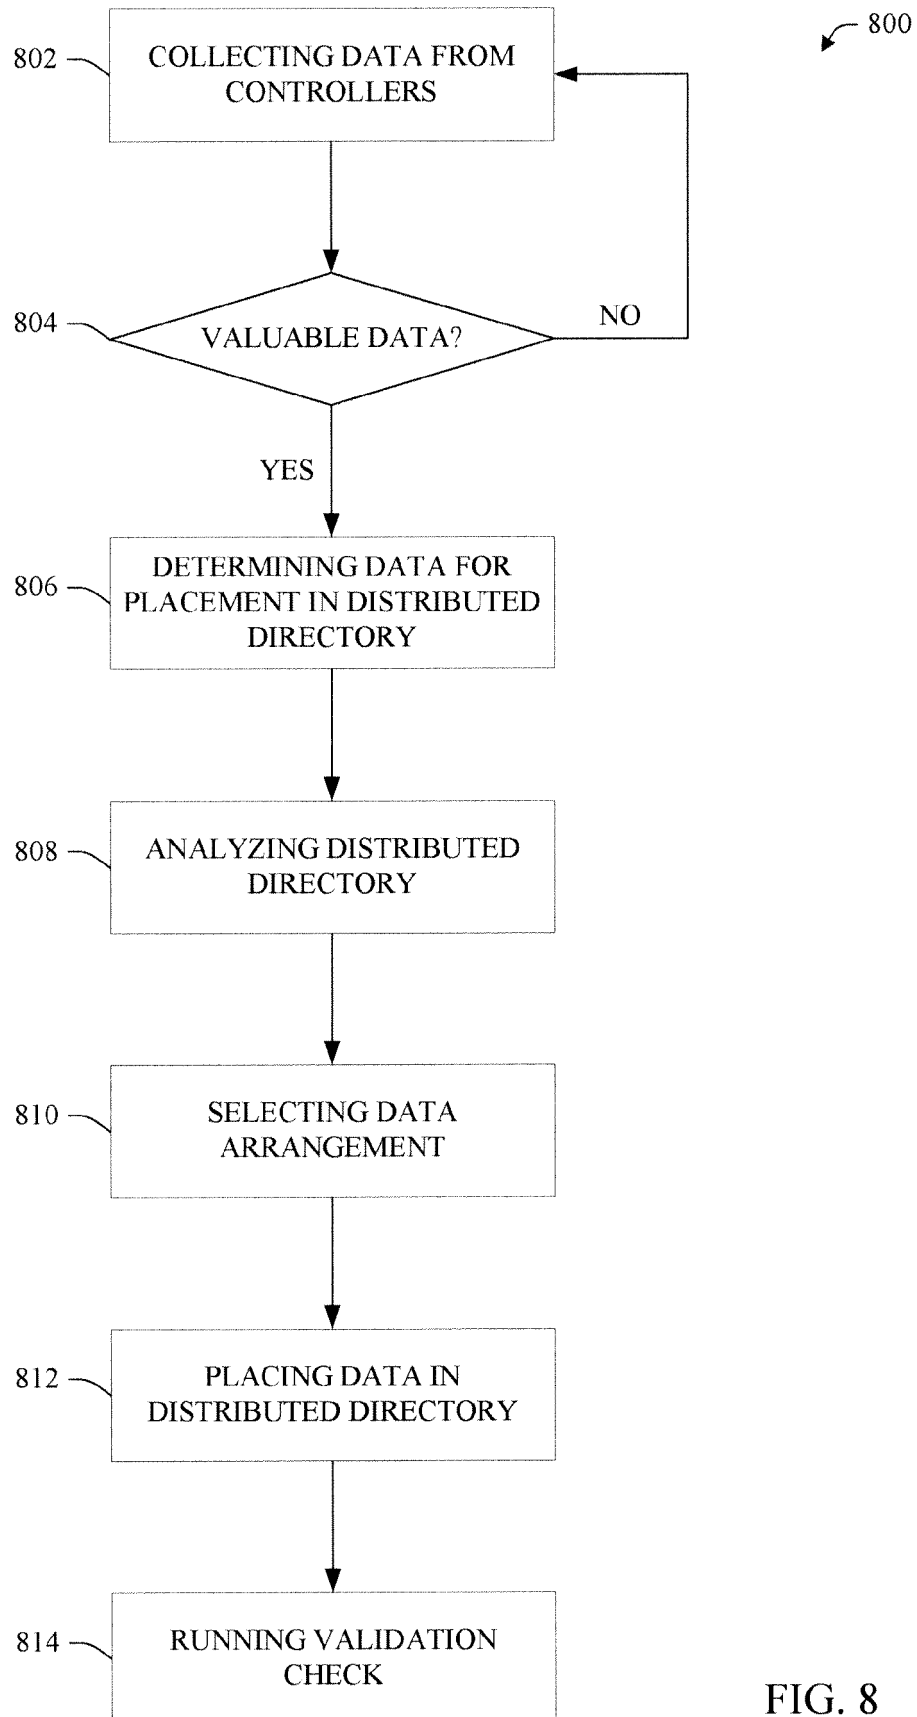 800
802
COLLECTING DATA FROM
CONTROLLERS
804
VALUABLE DATA?
NO
YES
806
DETERMINING DATA FOR
PLACEMENT IN DISTRIBUTED
DIRECTORY
808
ANALYZING DISTRIBUTED
DIRECTORY
810
SELECTING DATA
ARRANGEMENT
812
PLACING DATA IN
DISTRIBUTED DIRECTORY
814
RUNNING VALIDATION
CHECK
FIG. 8